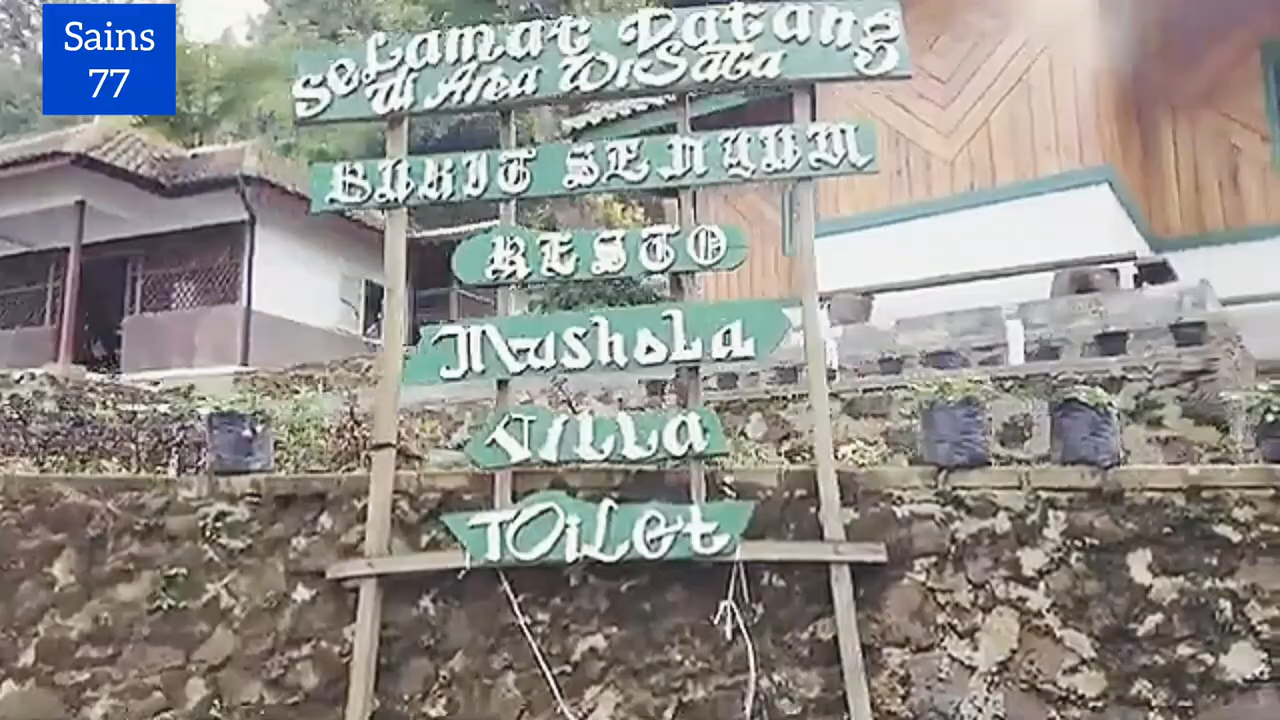 Sains
77
Selamat Datang
di Area Wisata
BUKIT SENYUM
RESTO
Mushola
Villa
TOiLet